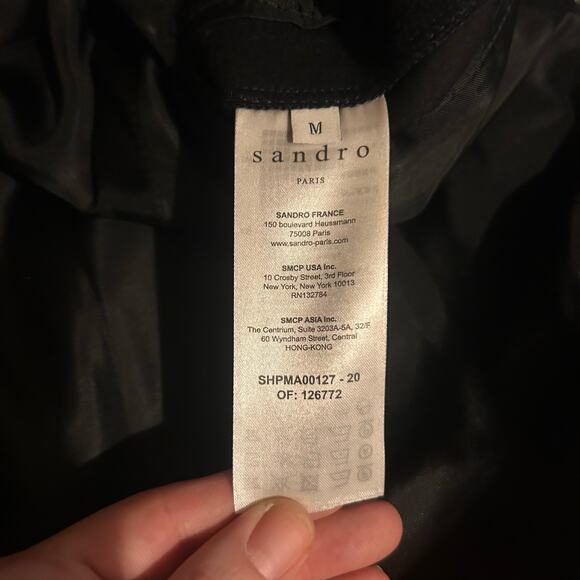 M
sandro
PARIS
SANDRO FRANCE
150 boulevard Haussmann
75008 Paris
www.sandro-paris.com
SMCP USA Inc.
10 Crosby Street, 3rd Floor
New York, New York 10013
RN132784
SMCP ASIA Inc.
The Centrium, Suite 3203A-5A, 32/F
60 Wyndham Street, Central
HONG-KONG
SHPMA00127 - 20
OF: 126772